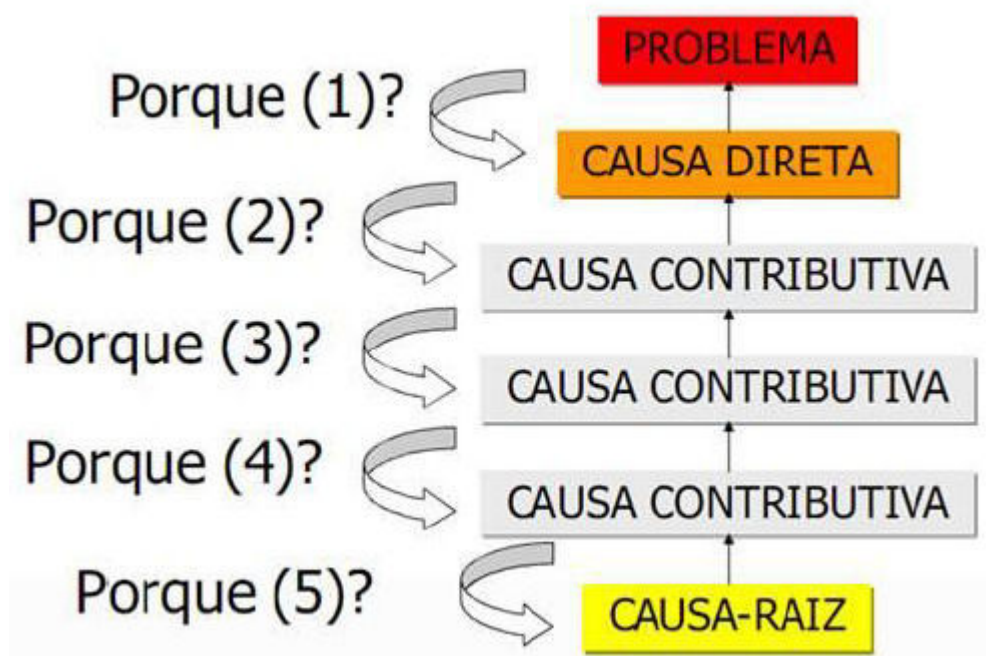 PROBLEMA
Porque (1)?
CAUSA DIRETA
Porque (2)?
CAUSA CONTRIBUTIVA
Porque (3)?
CAUSA CONTRIBUTIVA
Porque (4)?
CAUSA CONTRIBUTIVA
Porque (5)?
CAUSA-RAIZ